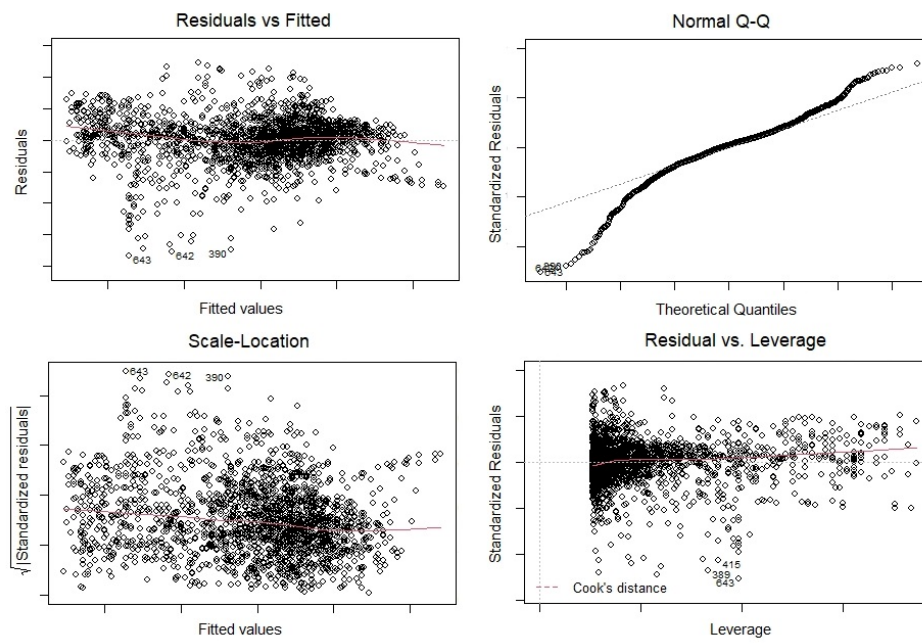 Residuals vs Fitted
Residuals
643
642
390
Fitted values
Normal Q-Q
Standardized Residuals
643
Theoretical Quantiles
Scale-Location
√|Standardized residuals|
643
642
390
Fitted values
Residual vs. Leverage
Standardized Residuals
415
389
643
Cook's distance
Leverage